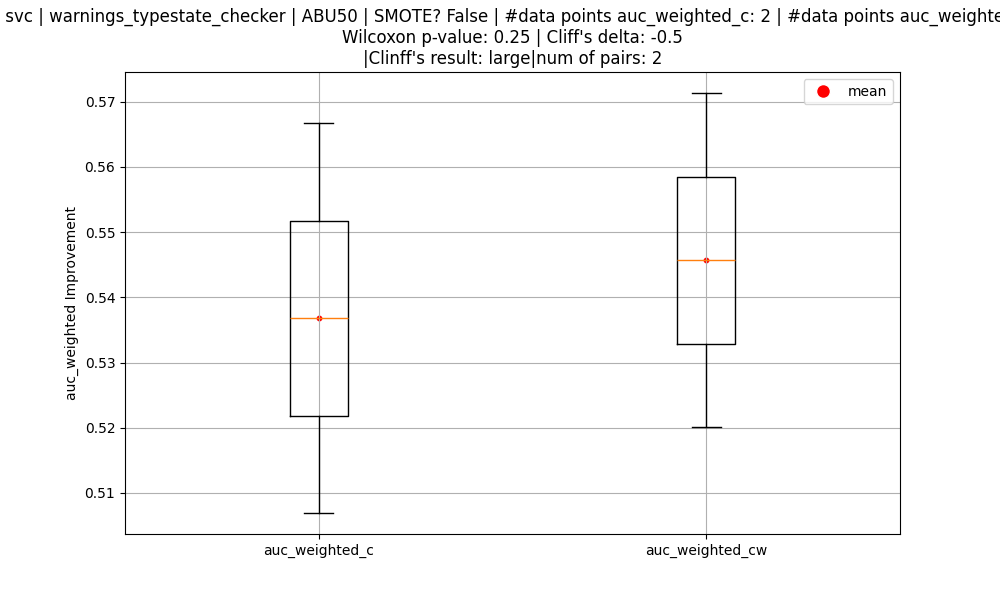 svc | warnings_typestate_checker | ABU50 | SMOTE? False | #data points auc_weighted_c: 2 | #data points
Wilcoxon p-value: 0.25 | Cliff's delta: -0.5
|Clinff's result: large|num of pairs: 2
mean
0.57
0.56
0.55
0.54
0.53
0.52
0.51
auc_weighted Improvement
auc_weighted_c
auc_weighted_cw